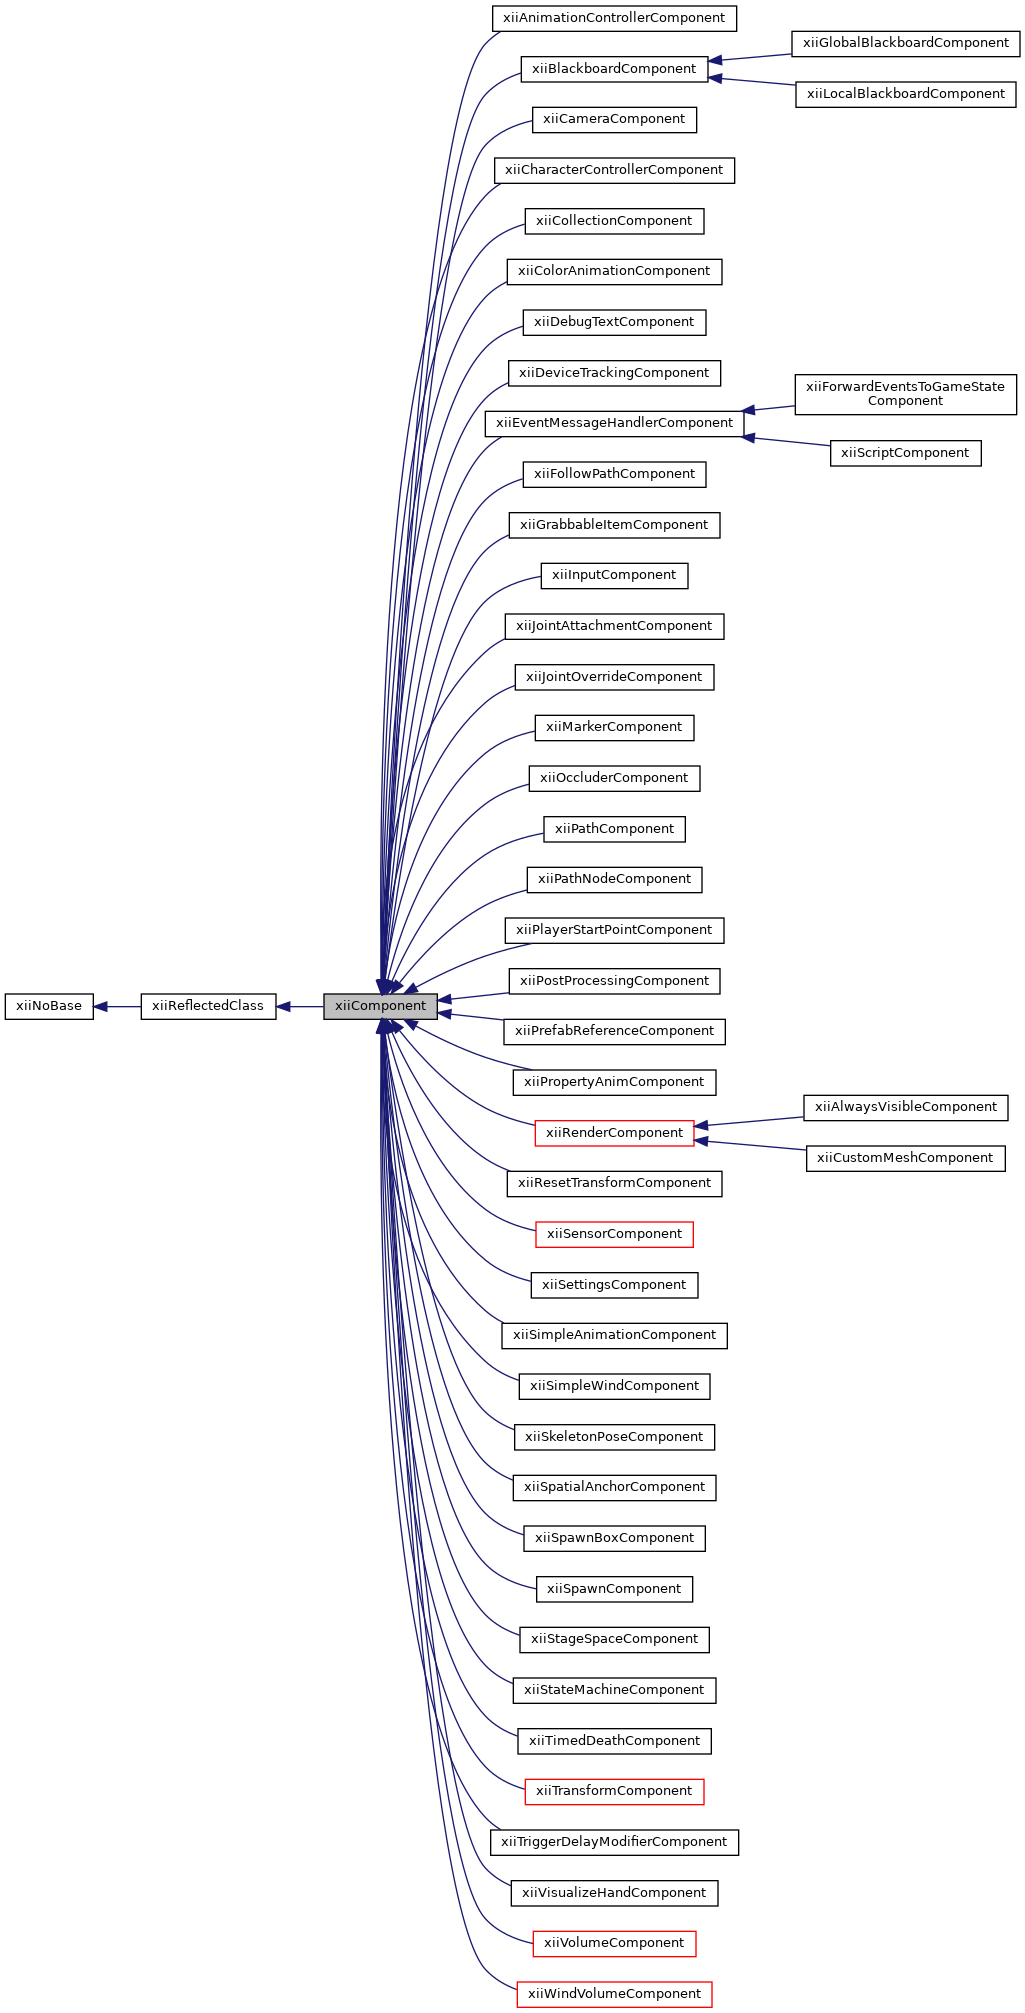 xiiAnimationControllerComponent
xiiGlobalBlackboardComponent
xiiBlackboardComponent
xiiLocalBlackboardComponent
xiiCameraComponent
xiiCharacterControllerComponent
xiiCollectionComponent
xiiColorAnimationComponent
xiiDebugTextComponent
xiiDeviceTrackingComponent
xiiForwardEventsToGameState
Component
xiiEventMessageHandlerComponent
xiiScriptComponent
xiiFollowPathComponent
xiiGrabbableItemComponent
xiiInputComponent
xiiJointAttachmentComponent
xiiJointOverrideComponent
xiiMarkerComponent
xiiOccluderComponent
xiiPathComponent
xiiPathNodeComponent
xiiPlayerStartPointComponent
xiiPostProcessingComponent
xiiNoBase
xiiReflectedClass
xiiComponent
xiiPrefabReferenceComponent
xiiPropertyAnimComponent
xiiAlwaysVisibleComponent
xiiRenderComponent
xiiCustomMeshComponent
xiiResetTransformComponent
xiiSensorComponent
xiiSettingsComponent
xiiSimpleAnimationComponent
xiiSimpleWindComponent
xiiSkeletonPoseComponent
xiiSpatialAnchorComponent
xiiSpawnBoxComponent
xiiSpawnComponent
xiiStageSpaceComponent
xiiStateMachineComponent
xiiTimedDeathComponent
xiiTransformComponent
xiiTriggerDelayModifierComponent
xiiVisualizeHandComponent
xiiVolumeComponent
xiiWindVolumeComponent